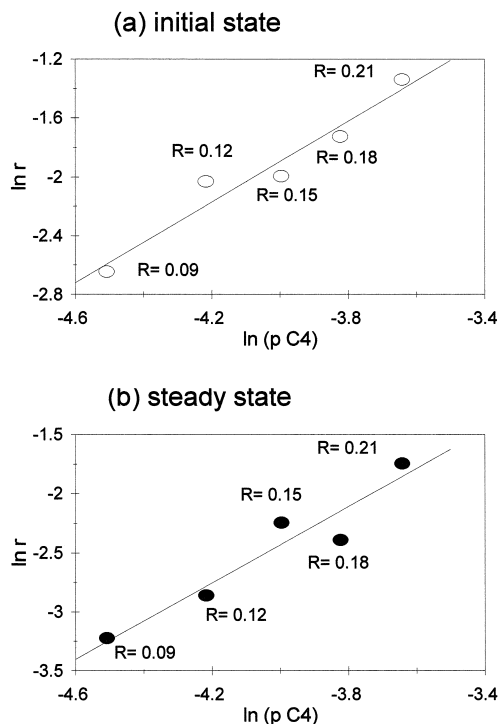 (a) initial state
-1.2
-1.6
-2
-2.4
-2.8
ln r
R= 0.21
R= 0.12
R= 0.18
R= 0.15
R= 0.09
-4.6 -4.2 -3.8 -3.4
ln (p C4)
(b) steady state
-1.5
-2
-2.5
-3
-3.5
ln r
R= 0.21
R= 0.15
R= 0.18
R= 0.12
R= 0.09
-4.6 -4.2 -3.8 -3.4
ln (p C4)